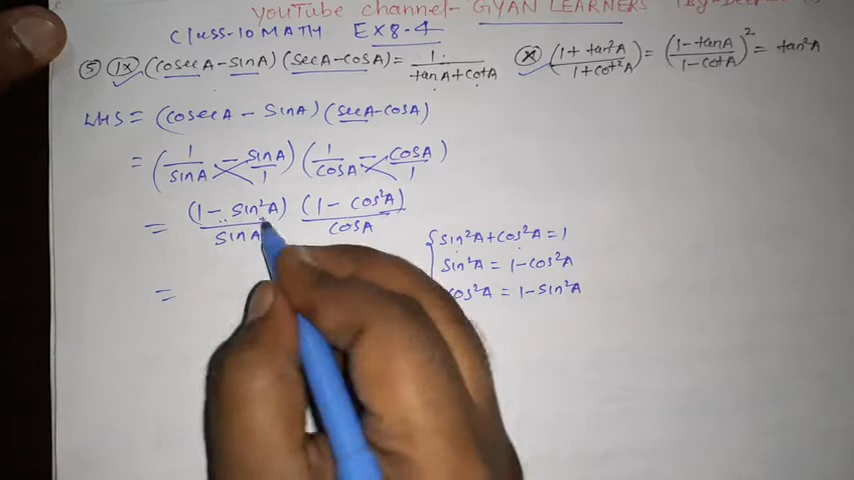 YouTube channel- GYAN LEARNERS (By-
Class-10 MATH EX 8.4
⑤ ix (cosecA - sinA) (secA - cosA) = 1/(tanA + cotA) x (1 + tan²A / 1 + cot²A) = (1 - tanA / 1 - cotA)² = tan²A
LHS = (cosecA - SinA) (secA - cosA)
= (1/sinA - sinA/1) (1/cosA - cosA/1)
= (1 - sin²A)/sinA (1 - cos²A)/cosA
{sin²A + cos²A = 1
sin²A = 1 - cos²A
cos²A = 1 - sin²A
=